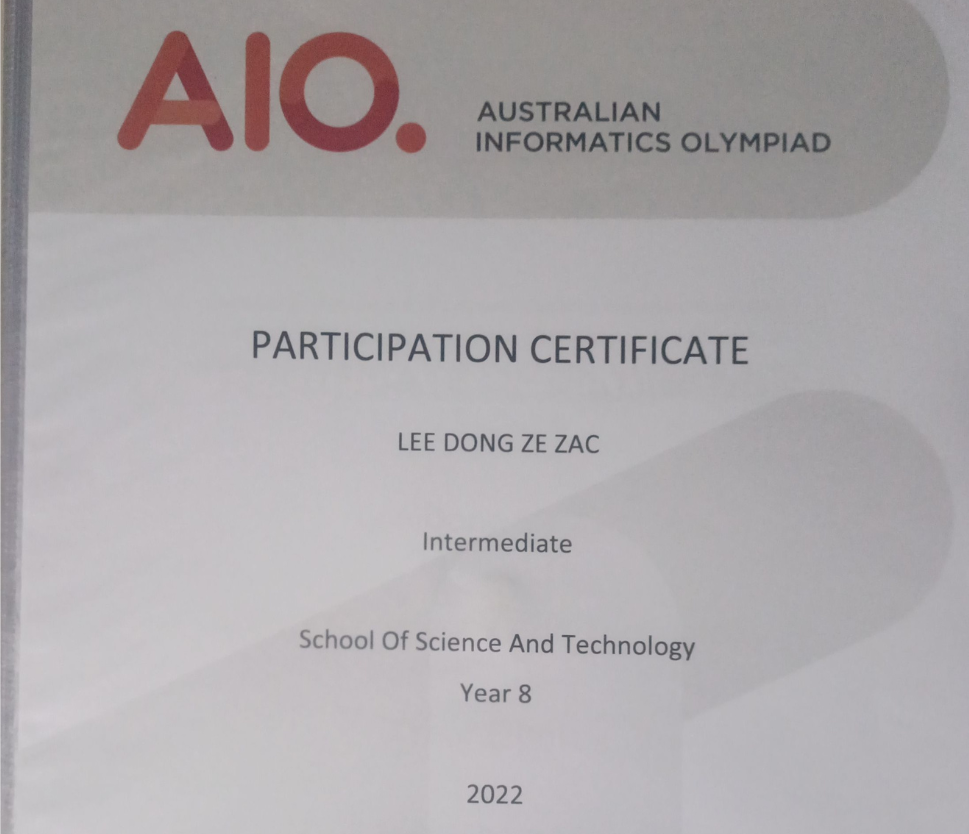 AIO.
AUSTRALIAN
INFORMATICS OLYMPIAD
PARTICIPATION CERTIFICATE
LEE DONG ZE ZAC
Intermediate
School Of Science And Technology
Year 8
2022